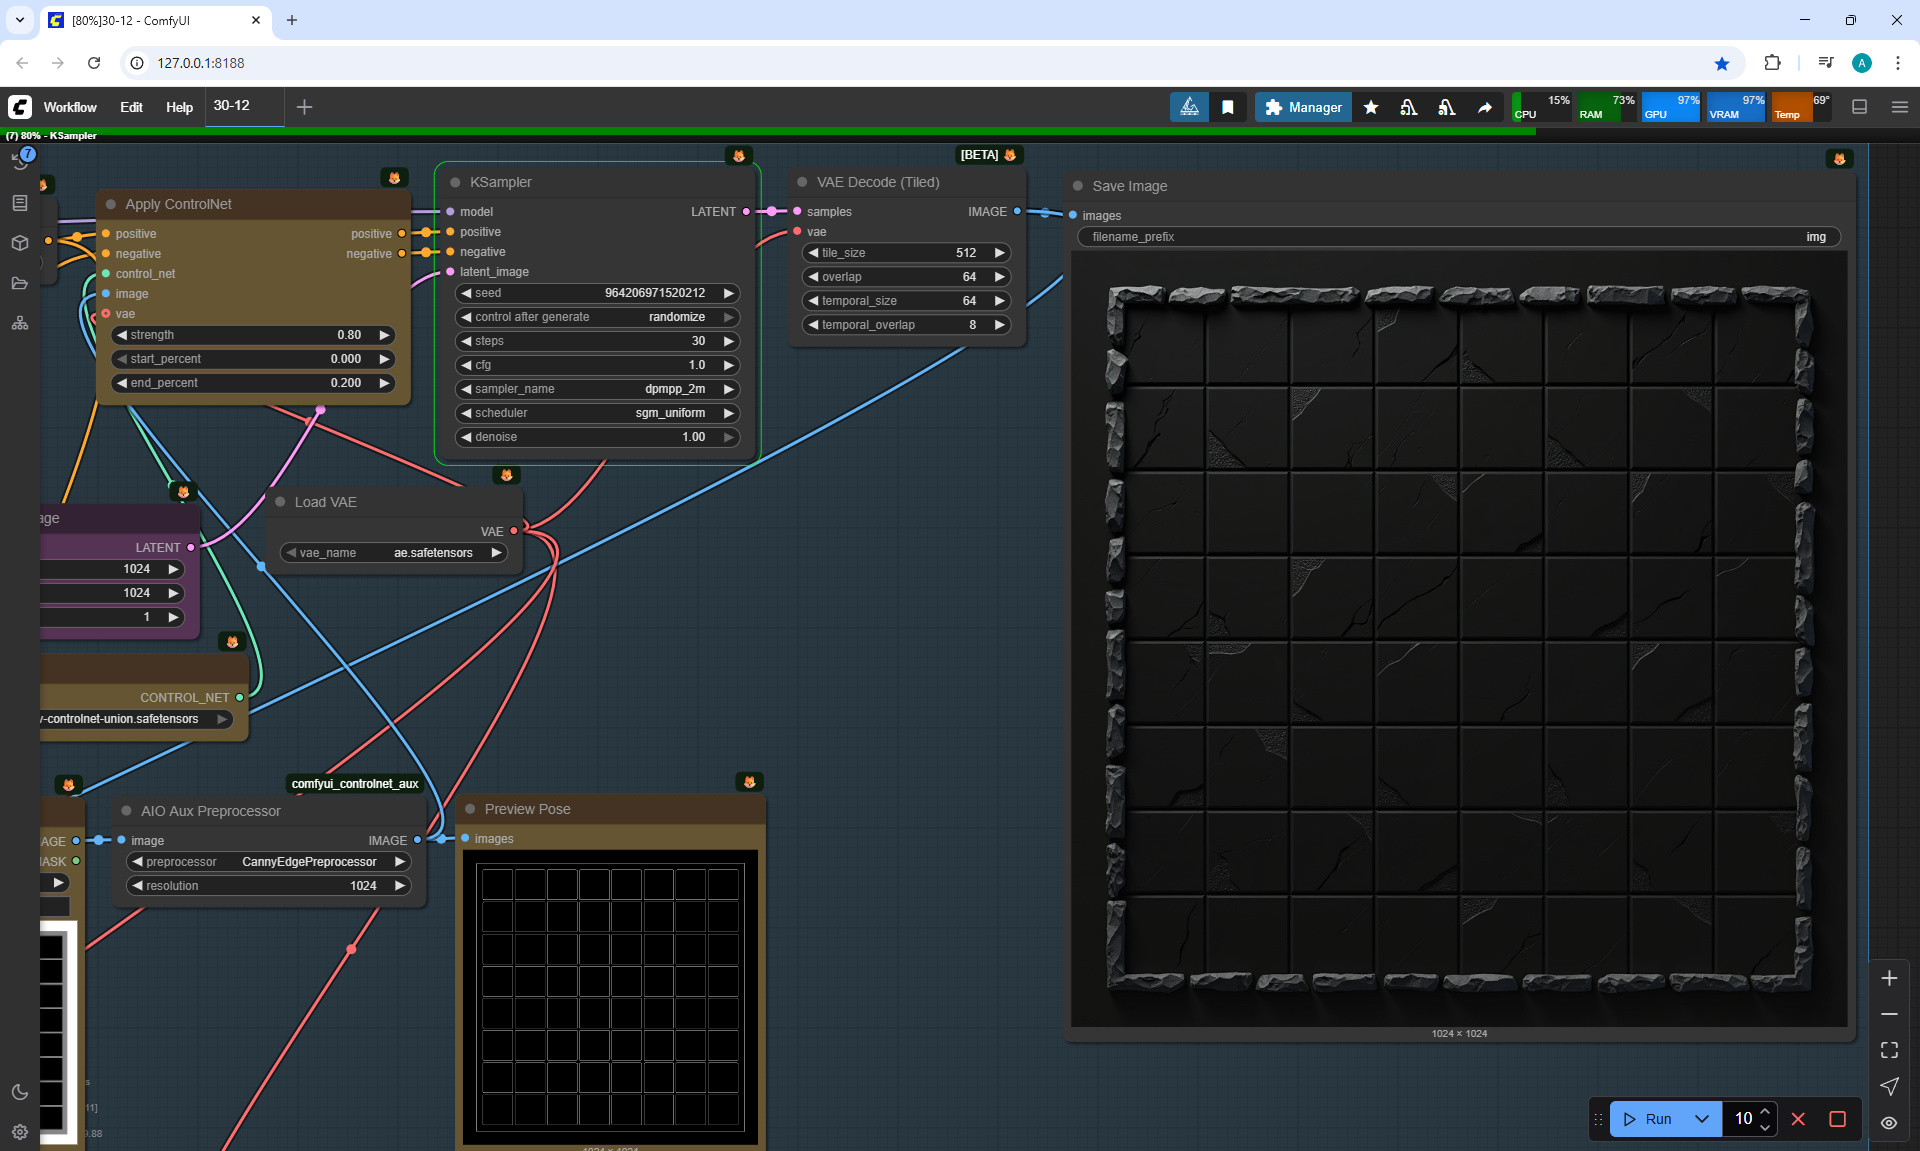 [80%]30-12 - ComfyUI
127.0.0.1:8188
A
Workflow Edit Help 30-12
Manager
15% CPU
73% RAM
97% GPU
97% VRAM
69° Temp
(7) 80% - KSampler
7
[BETA]
Apply ControlNet
positive positive
negative negative
control_net
image
vae
strength 0.80
start_percent 0.000
end_percent 0.200
KSampler
model LATENT
positive
negative
latent_image
seed 964206971520212
control after generate randomize
steps 30
cfg 1.0
sampler_name dpmpp_2m
scheduler sgm_uniform
denoise 1.00
VAE Decode (Tiled)
samples IMAGE
vae
tile_size 512
overlap 64
temporal_size 64
temporal_overlap 8
Save Image
images
filename_prefix img
1024 × 1024
Load VAE
VAE
vae_name ae.safetensors
age
LATENT
1024
1024
1
CONTROL_NET
-controlnet-union.safetensors
comfyui_controlnet_aux
AGE
ASK
AIO Aux Preprocessor
image IMAGE
preprocessor CannyEdgePreprocessor
resolution 1024
Preview Pose
images
s
11]
9.88
Run 10